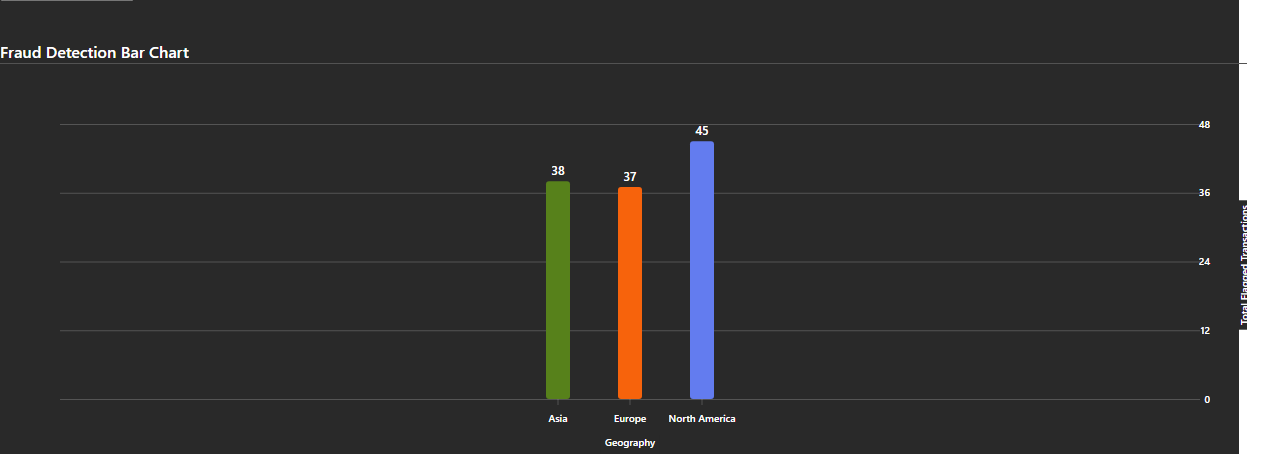 Fraud Detection Bar Chart
48
45
38
37
36
24
12
0
Total Flagged Transactions
Asia Europe North America
Geography